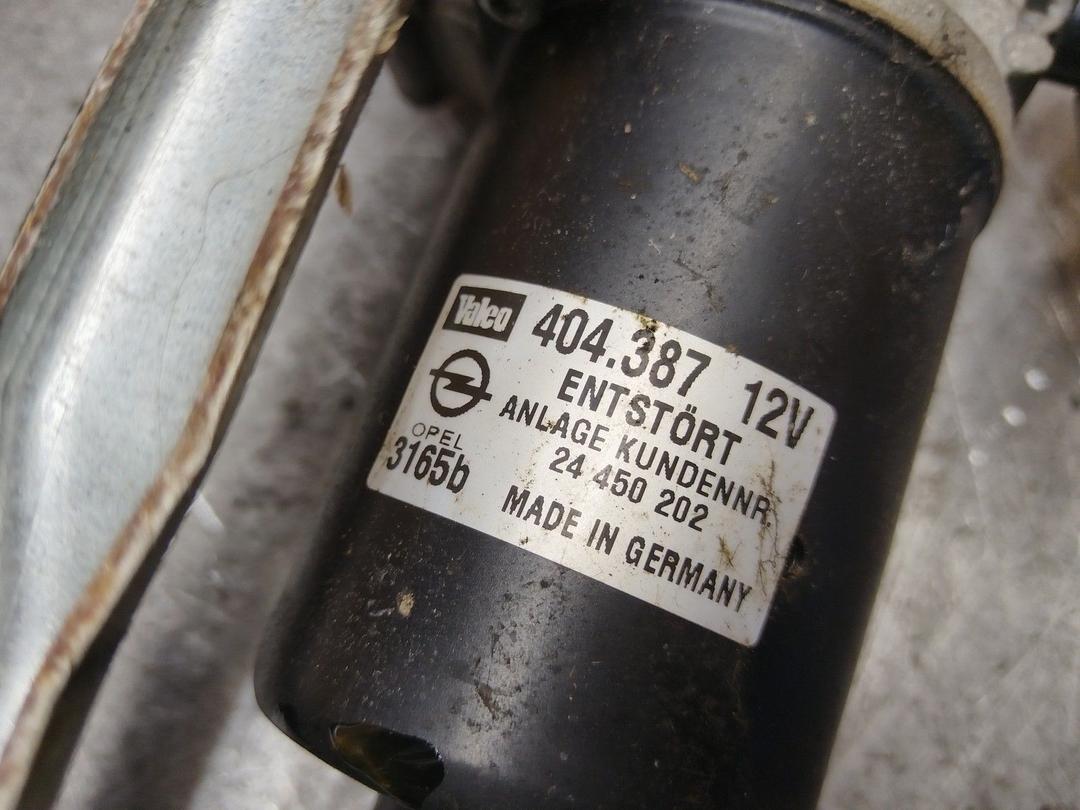 Valeo 404.387 12V
ENTSTÖRT
ANLAGE KUNDENNR.
OPEL 24 450 202
3165b MADE IN GERMANY